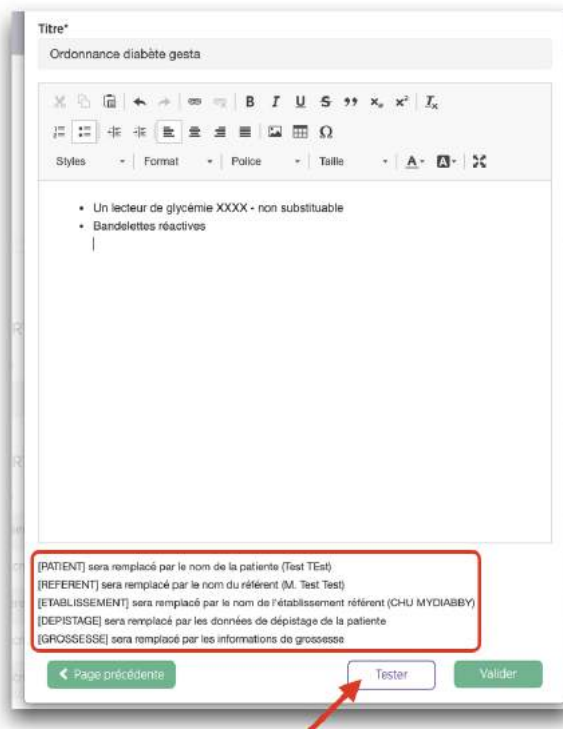 Titre*
Ordonnance diabète gesta
B I U S x₂ x² Tx
Ω
Styles Format Police Taille A A
Un lecteur de glycémie XXXX - non substituable
Bandelettes réactives
[PATIENT] sera remplacé par le nom de la patiente (Test TEst)
[REFERENT] sera remplacé par le nom du référent (M. Test Test)
[ETABLISSEMENT] sera remplacé par le nom de l'établissement référent (CHU MYDIABBY)
[DEPISTAGE] sera remplacé par les données de dépistage de la patiente
[GROSSESSE] sera remplacé par les informations de grossesse
Page précédente Tester Valider